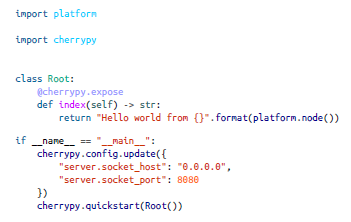 import platform

import cherrypy


class Root:
    @cherrypy.expose
    def index(self) -> str:
        return "Hello world from {}".format(platform.node())

if __name__ == "__main__":
    cherrypy.config.update({
        "server.socket_host": "0.0.0.0",
        "server.socket_port": 8080
    })
    cherrypy.quickstart(Root())